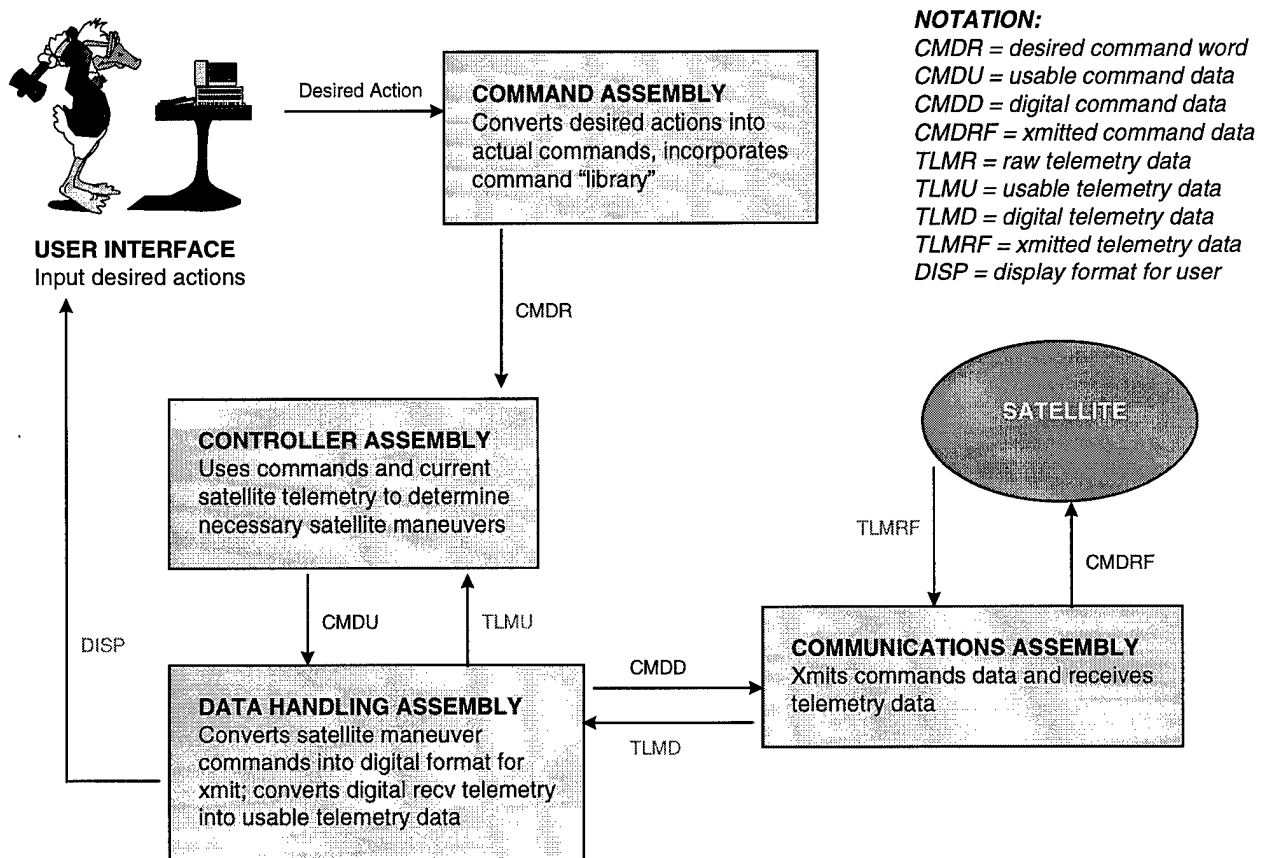 NOTATION:
CMDR = desired command word
CMDU = usable command data
CMDD = digital command data
CMDRF = xmitted command data
TLMR = raw telemetry data
TLMU = usable telemetry data
TLMD = digital telemetry data
TLMRF = xmitted telemetry data
DISP = display format for user
Desired Action
COMMAND ASSEMBLY
Converts desired actions into
actual commands, incorporates
command “library”
USER INTERFACE
Input desired actions
CMDR
SATELLITE
CONTROLLER ASSEMBLY
Uses commands and current
satellite telemetry to determine
necessary satellite maneuvers
TLMRF
CMDRF
CMDU
TLMU
DISP
COMMUNICATIONS ASSEMBLY
Xmits commands data and receives
telemetry data
CMDD
TLMD
DATA HANDLING ASSEMBLY
Converts satellite maneuver
commands into digital format for
xmit; converts digital recv telemetry
into usable telemetry data